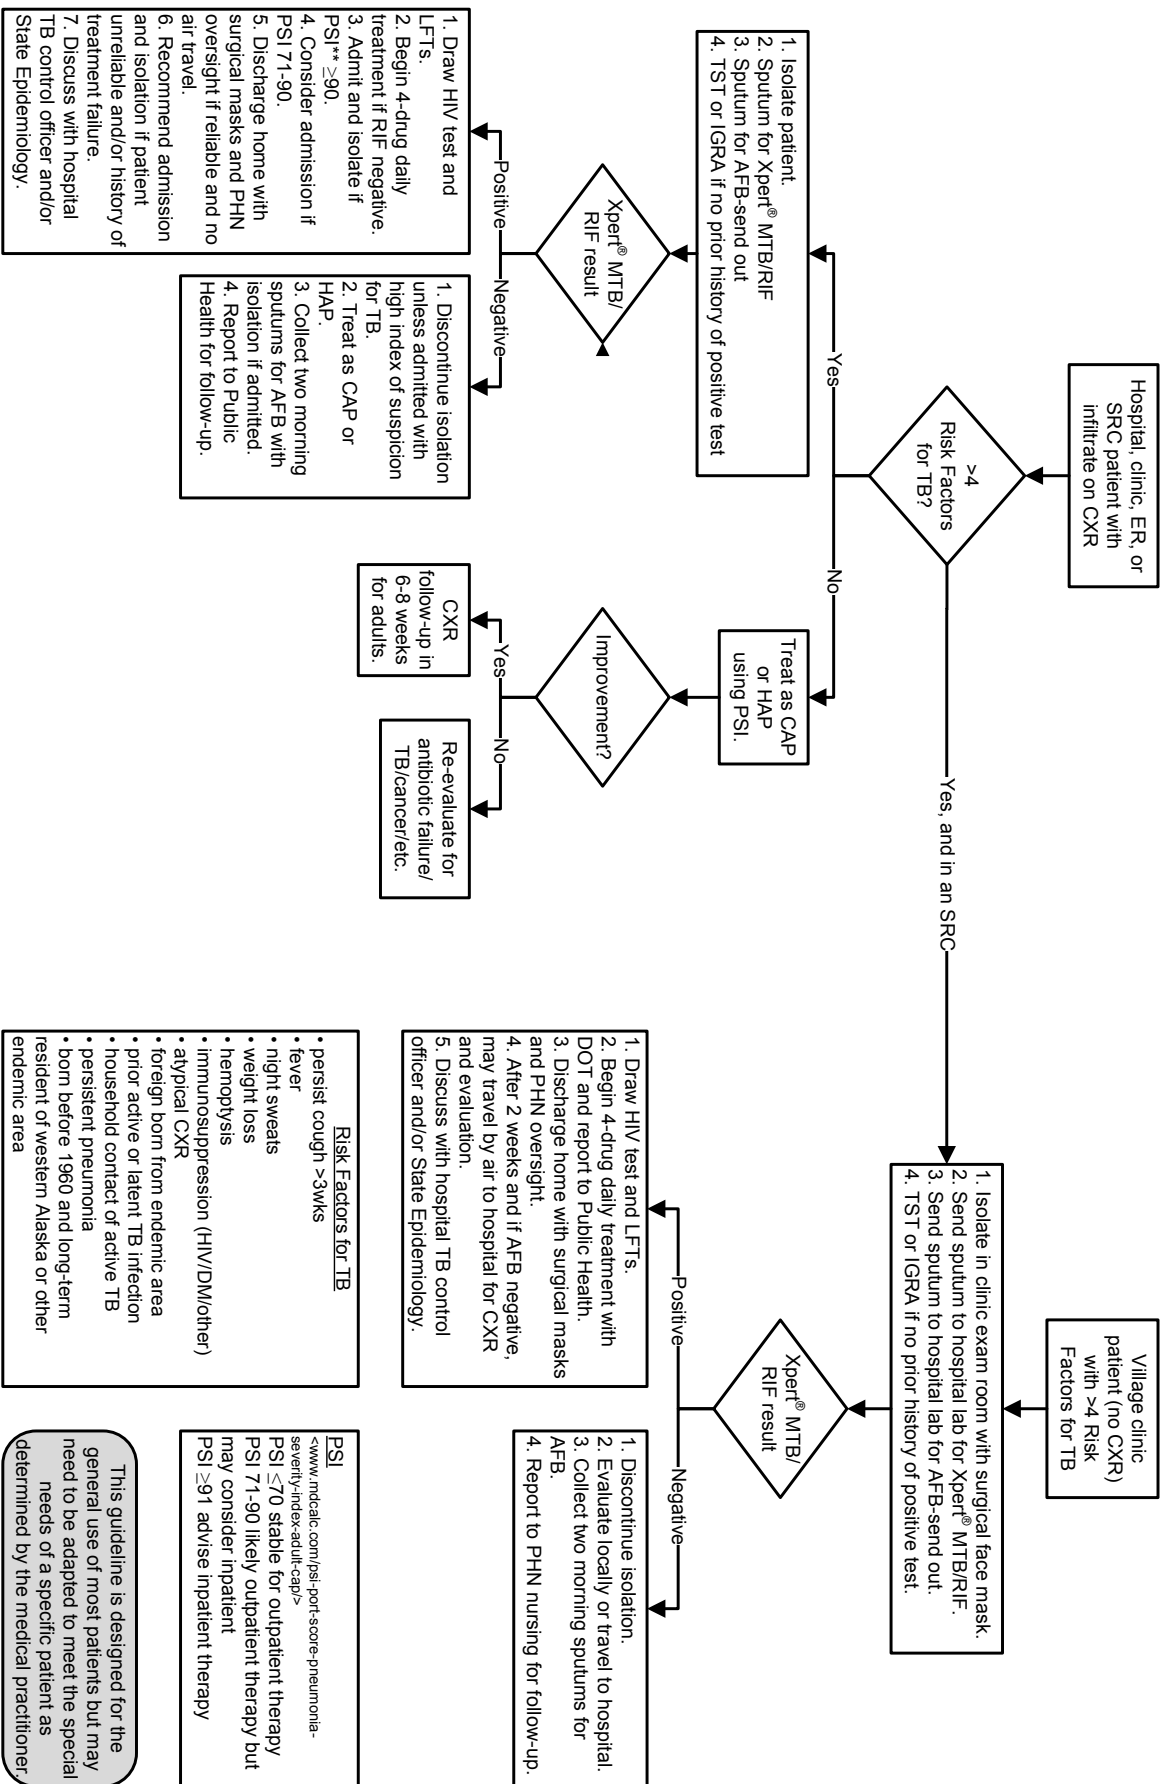 Hospital, clinic, ER, or
SRC patient with
infiltrate on CXR
>4
Risk Factors
for TB?
Yes
No
Yes, and in an SRC
1. Isolate patient.
2. Sputum for Xpert® MTB/RIF
3. Sputum for AFB-send out
4. TST or IGRA if no prior history of positive test
Treat as CAP
or HAP
using PSI.
Xpert® MTB/
RIF result
Positive
Negative
Improvement?
Yes
No
1. Draw HIV test and
LFTs.
2. Begin 4-drug daily
treatment if RIF negative.
3. Admit and isolate if
PSI** ≥90.
4. Consider admission if
PSI 71-90.
5. Discharge home with
surgical masks and PHN
oversight if reliable and no
air travel.
6. Recommend admission
and isolation if patient
unreliable and/or history of
treatment failure.
7. Discuss with hospital
TB control officer and/or
State Epidemiology.
1. Discontinue isolation
unless admitted with
high index of suspicion
for TB.
2. Treat as CAP or
HAP.
3. Collect two morning
sputums for AFB with
isolation if admitted.
4. Report to Public
Health for follow-up.
CXR
follow-up in
6-8 weeks
for adults.
Re-evaluate for
antibiotic failure/
TB/cancer/etc.
Village clinic
patient (no CXR)
with >4 Risk
Factors for TB
1. Isolate in clinic exam room with surgical face mask.
2. Send sputum to hospital lab for Xpert® MTB/RIF.
3. Send sputum to hospital lab for AFB-send out.
4. TST or IGRA if no prior history of positive test.
Xpert® MTB/
RIF result
Positive
Negative
1. Draw HIV test and LFTs.
2. Begin 4-drug daily treatment with
DOT and report to Public Health.
3. Discharge home with surgical masks
and PHN oversight.
4. After 2 weeks and if AFB negative,
may travel by air to hospital for CXR
and evaluation.
5. Discuss with hospital TB control
officer and/or State Epidemiology.
1. Discontinue isolation.
2. Evaluate locally or travel to hospital.
3. Collect two morning sputums for
AFB.
4. Report to PHN nursing for follow-up.
Risk Factors for TB
• persist cough >3wks
• fever
• night sweats
• weight loss
• hemoptysis
• immunosuppression (HIV/DM/other)
• atypical CXR
• foreign born from endemic area
• prior active or latent TB infection
• household contact of active TB
• persistent pneumonia
• born before 1960 and long-term
resident of western Alaska or other
endemic area
PSI
<www.mdcalc.com/psi-port-score-pneumonia-
severity-index-adult-cap/>
PSI ≤70 stable for outpatient therapy
PSI 71-90 likely outpatient therapy but
may consider inpatient
PSI ≥91 advise inpatient therapy
This guideline is designed for the
general use of most patients but may
need to be adapted to meet the special
needs of a specific patient as
determined by the medical practitioner.